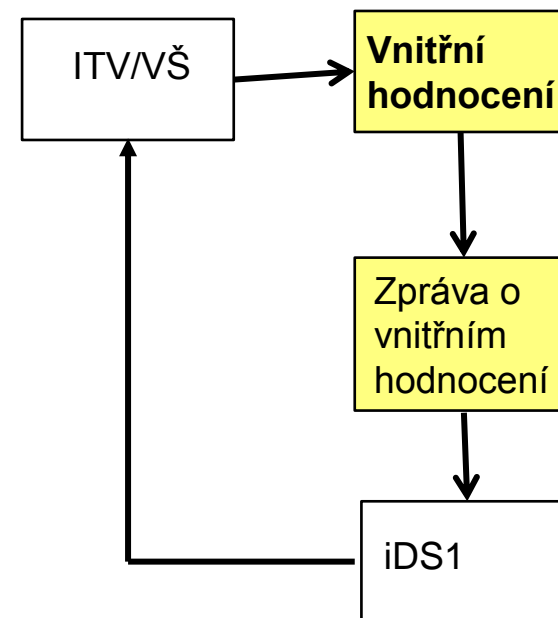 ITV/VŠ
Vnitřní
hodnocení
Zpráva o
vnitřním
hodnocení
iDS1